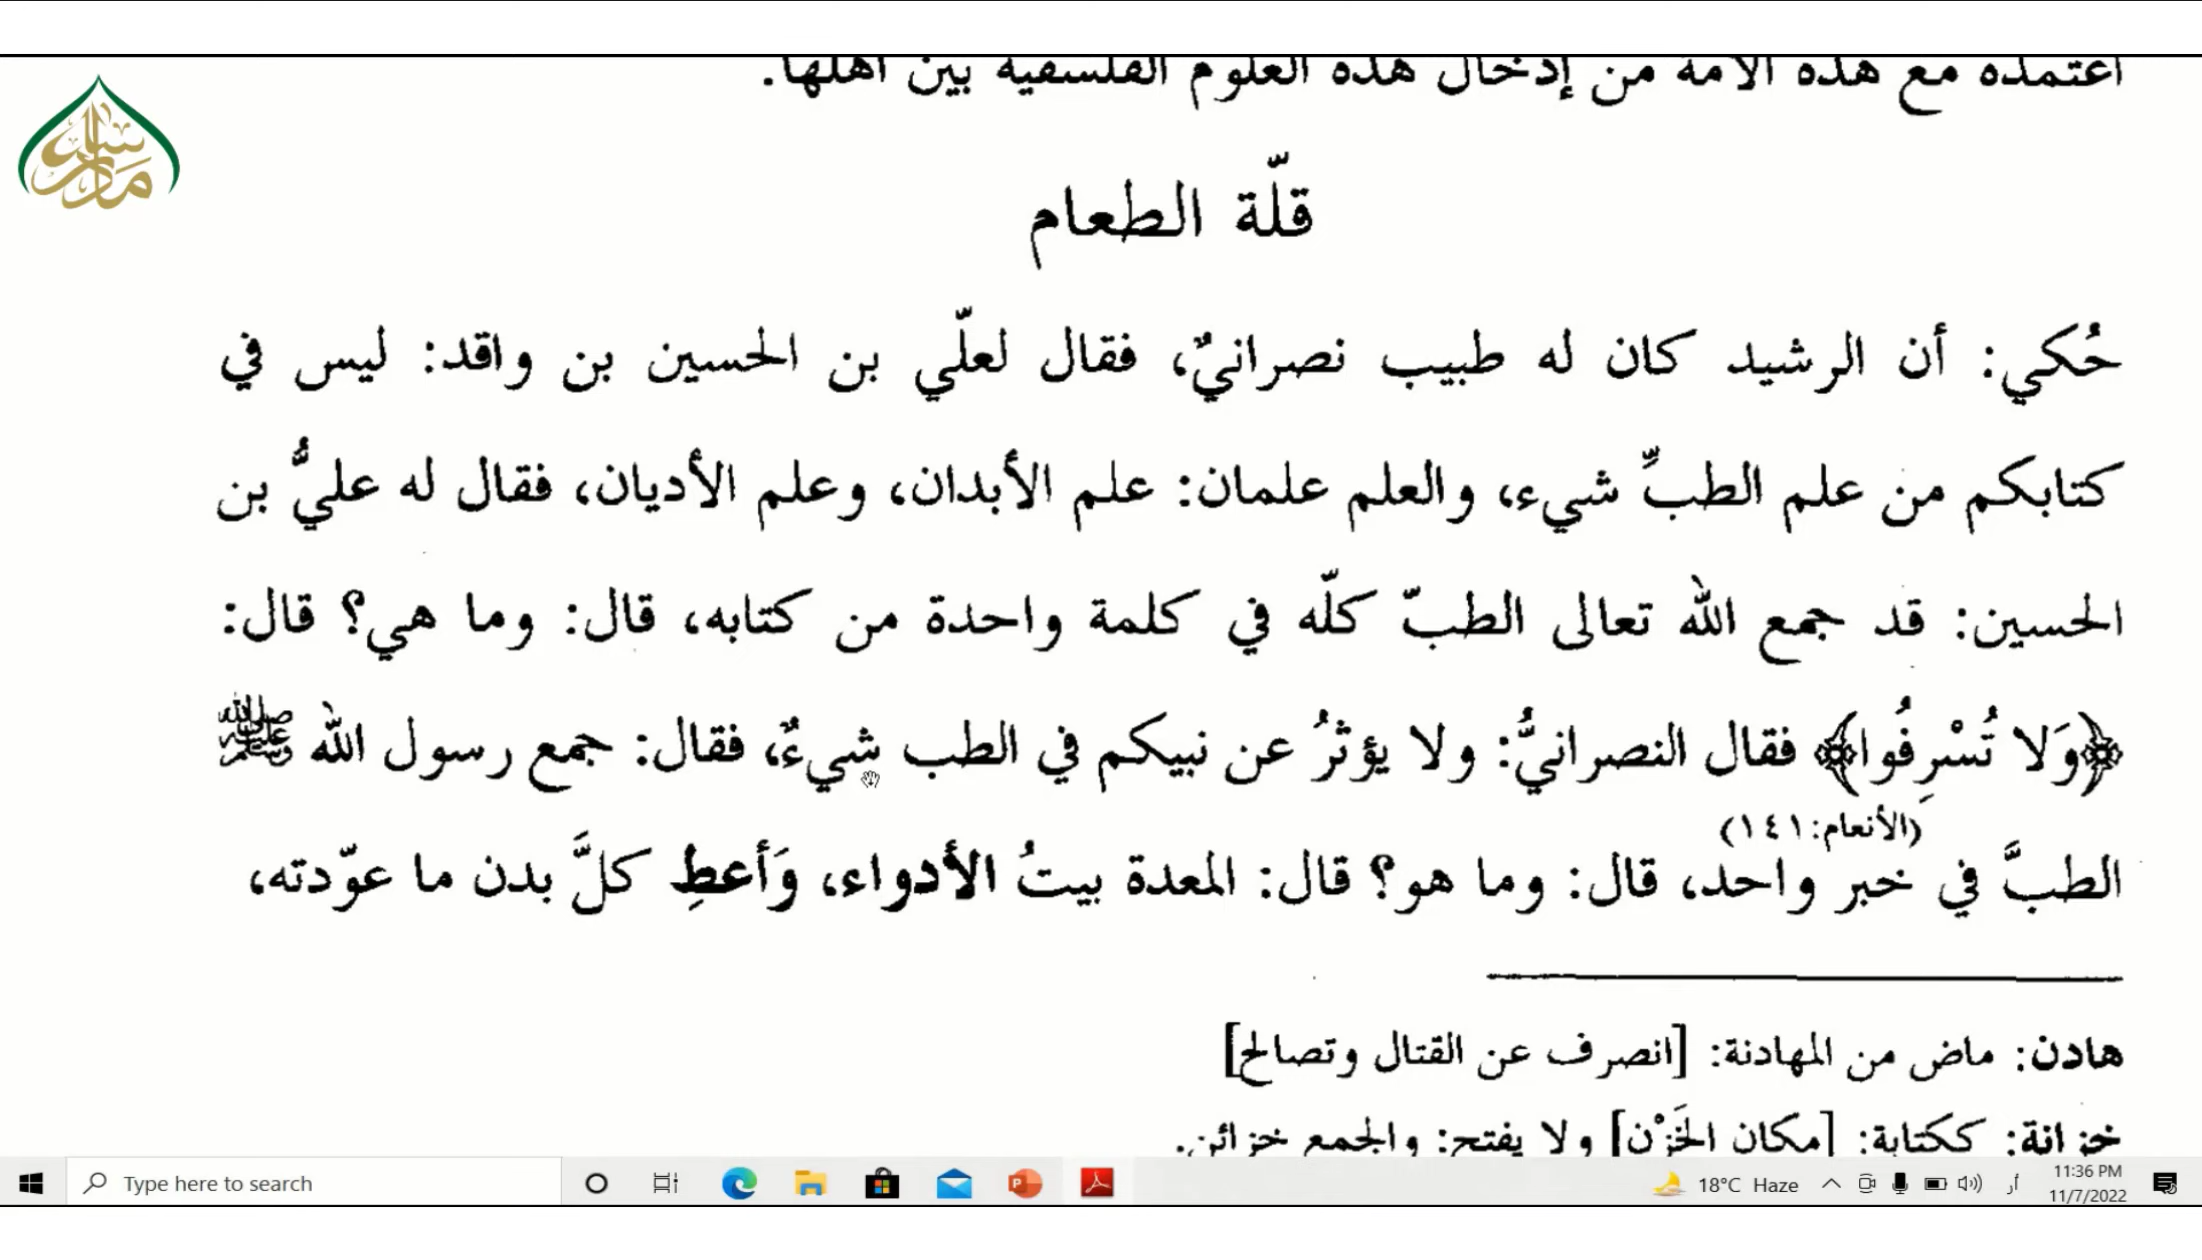 اعتمده مع هذه الأمة من إدخال هذه العلوم الفلسفية بين أهلها.
قلّة الطعام
حُكي: أن الرشيد كان له طبيب نصرانيٌ، فقال لعلّي بن الحسين بن واقد: ليس في
كتابكم من علم الطبِّ شيء، والعلم علمان: علم الأبدان، وعلم الأديان، فقال له عليُّ بن
الحسين: قد جمع الله تعالى الطبّ كلّه في كلمة واحدة من كتابه، قال: وما هي؟ قال:
﴿وَلا تُسْرِفُوا﴾ فقال النصرانيُّ: ولا يؤثرُ عن نبيكم في الطب شيءٌ، فقال: جمع رسول الله ﷺ
(الأنعام: ١٤١)
الطبَّ في خبر واحد، قال: وما هو؟ قال: المعدة بيتُ الأدواء، وَأعطِ كلَّ بدن ما عوّدته،
هادن: ماض من المهادنة: [انصرف عن القتال وتصالح]
خزانة: ككتابة: [مكان الخَزْن] ولا يفتح: والجمع خزائن.
Type here to search
18°C Haze
11:36 PM
11/7/2022